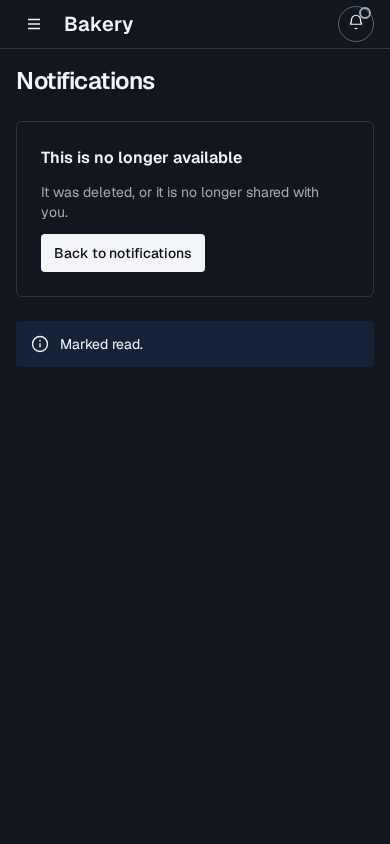 Bakery
Notifications
This is no longer available
It was deleted, or it is no longer shared with
you.
Back to notifications
Marked read.